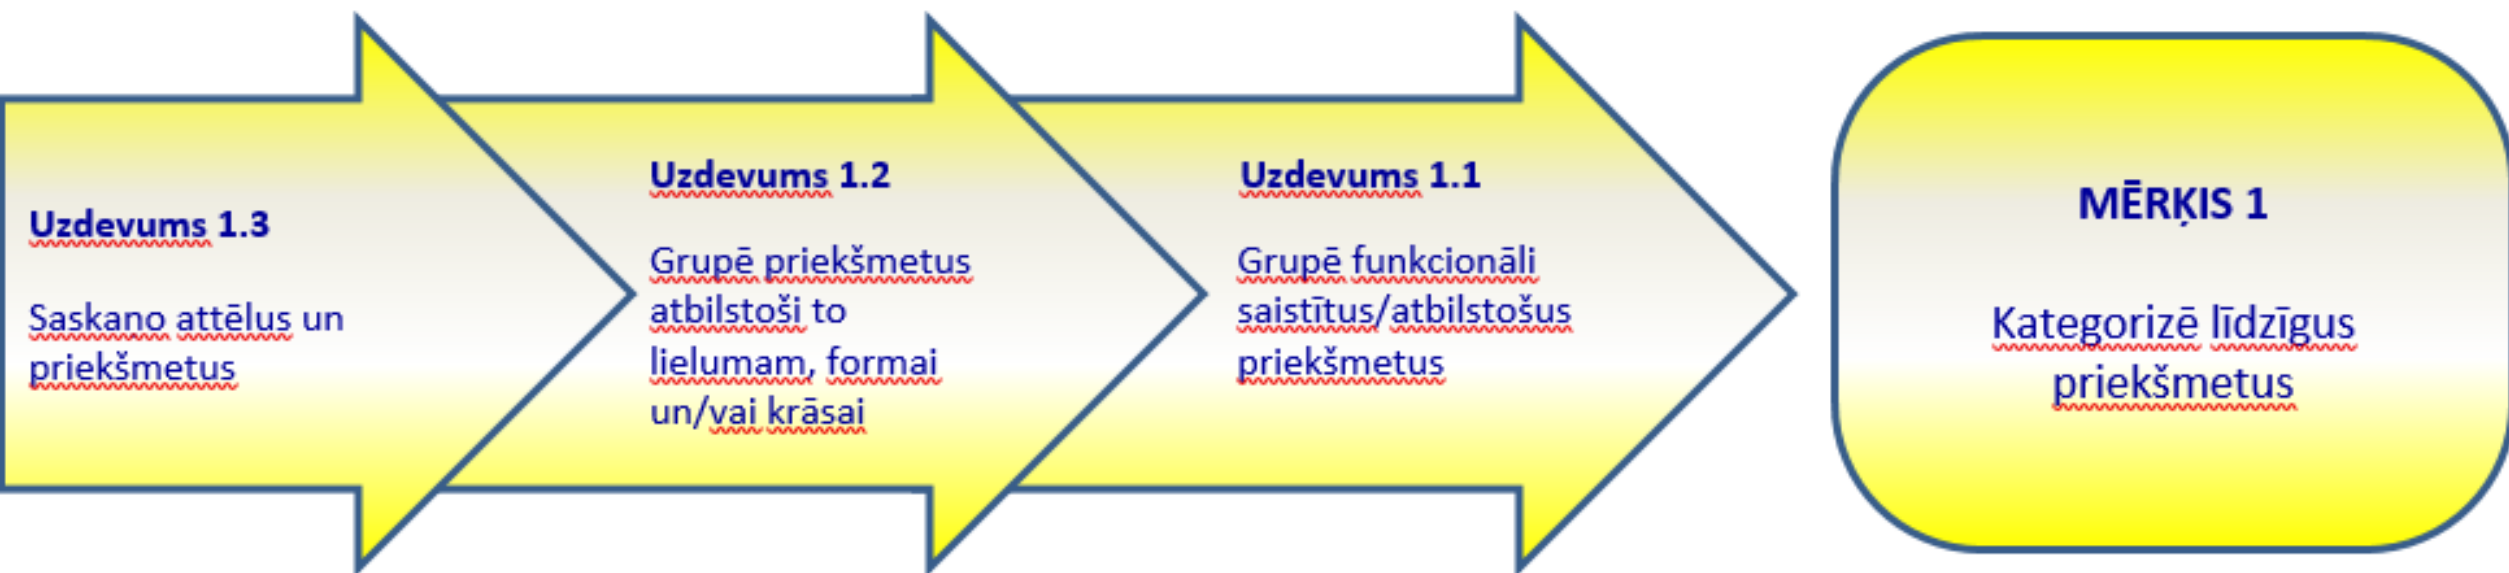 Uzdevums 1.3
Saskano attēlus un
priekšmetus
Uzdevums 1.2
Grupē priekšmetus
atbilstoši to
lielumam, formai
un/vai krāsai
Uzdevums 1.1
Grupē funkcionāli
saistītus/atbilstošus
priekšmetus
MĒRĶIS 1
Kategorizē līdzīgus
priekšmetus